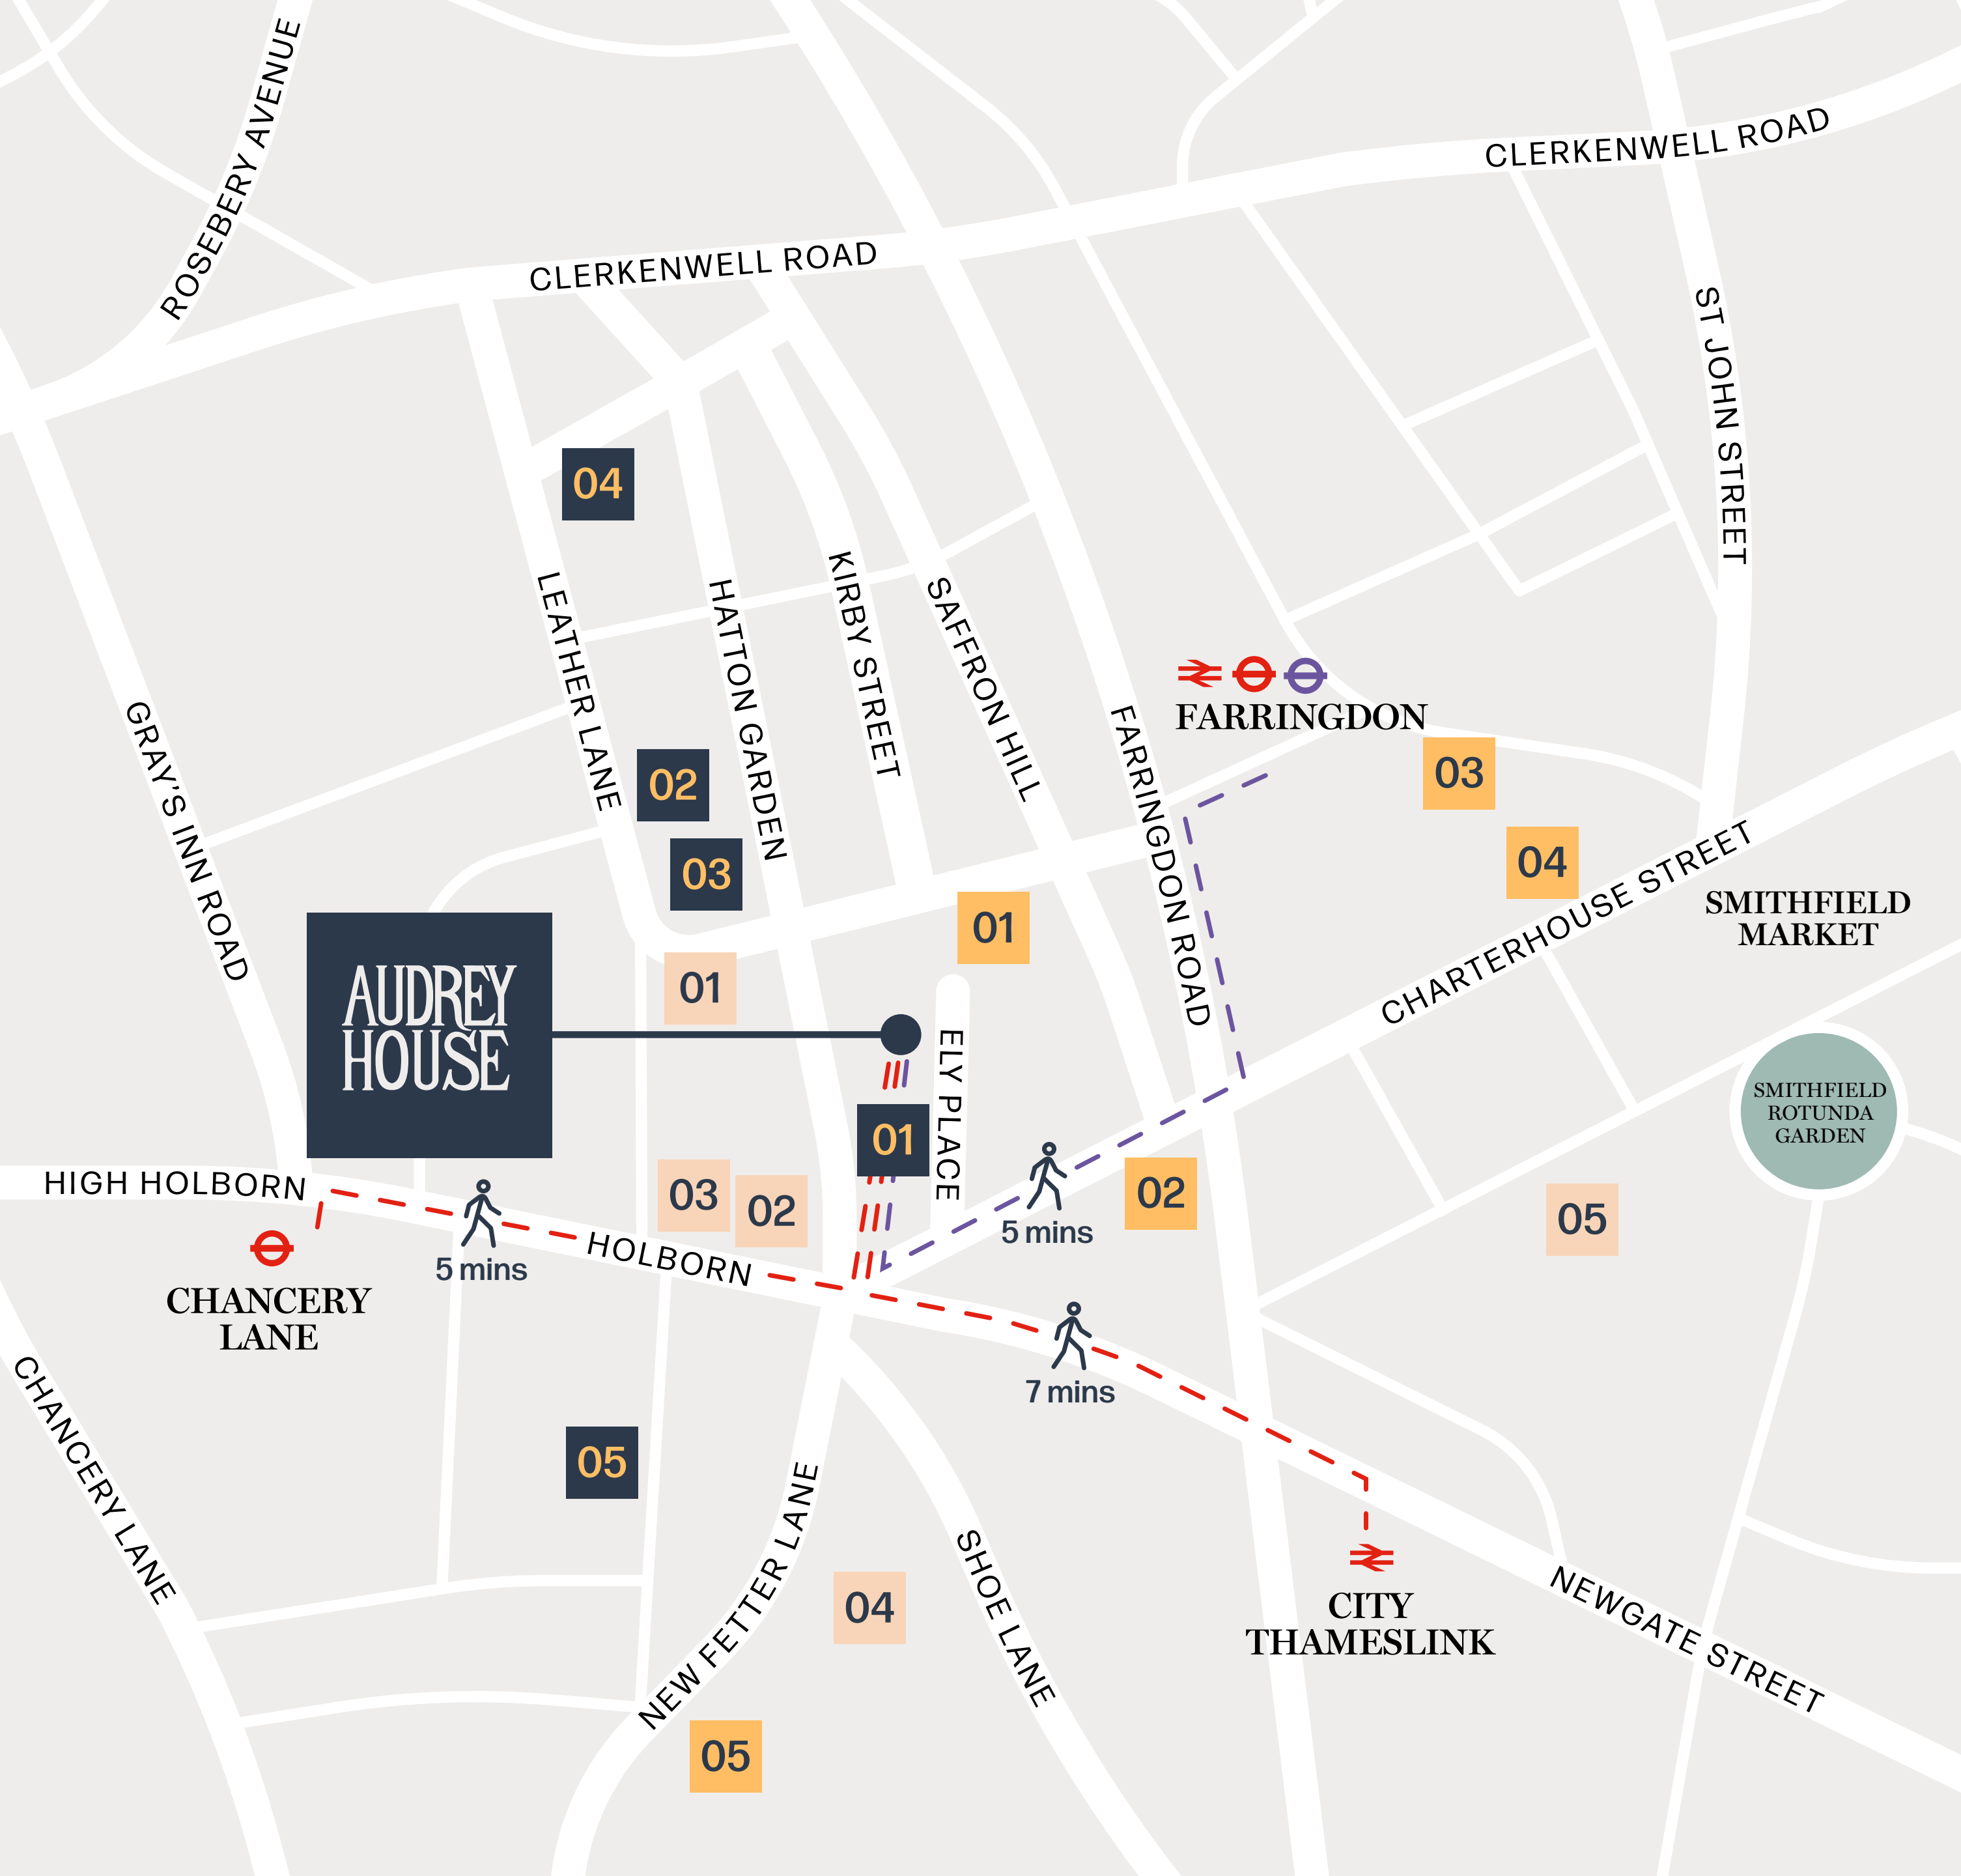 ROSEBERY AVENUE
CLERKENWELL ROAD
CLERKENWELL ROAD
ST JOHN STREET
04
LEATHER LANE
HATTON GARDEN
KIRBY STREET
SAFFRON HILL
FARRINGDON
FARRINGDON ROAD
GRAY'S INN ROAD
02
03
03
04
01
CHARTERHOUSE STREET
SMITHFIELD
MARKET
01
AUDREY
HOUSE
ELY PLACE
01
SMITHFIELD
ROTUNDA
GARDEN
HIGH HOLBORN
03
02
02
05
5 mins
5 mins
HOLBORN
CHANCERY
LANE
7 mins
CHANCERY LANE
05
NEW FETTER LANE
SHOE LANE
04
CITY
THAMESLINK
NEWGATE STREET
05